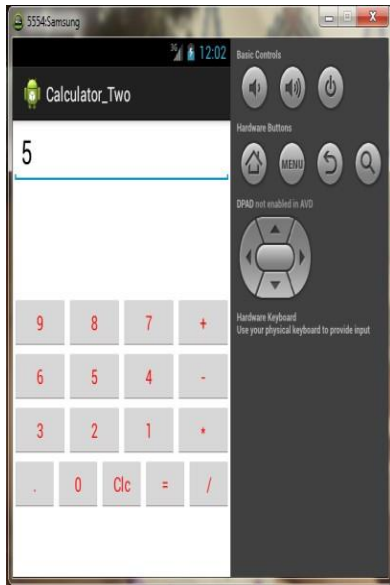 5554:Samsung
3G 12:02
Calculator_Two
5
9 8 7 +
6 5 4 -
3 2 1 *
. 0 Clc = /
Basic Controls
Hardware Buttons
MENU
DPAD not enabled in AVD
Hardware Keyboard
Use your physical keyboard to provide input